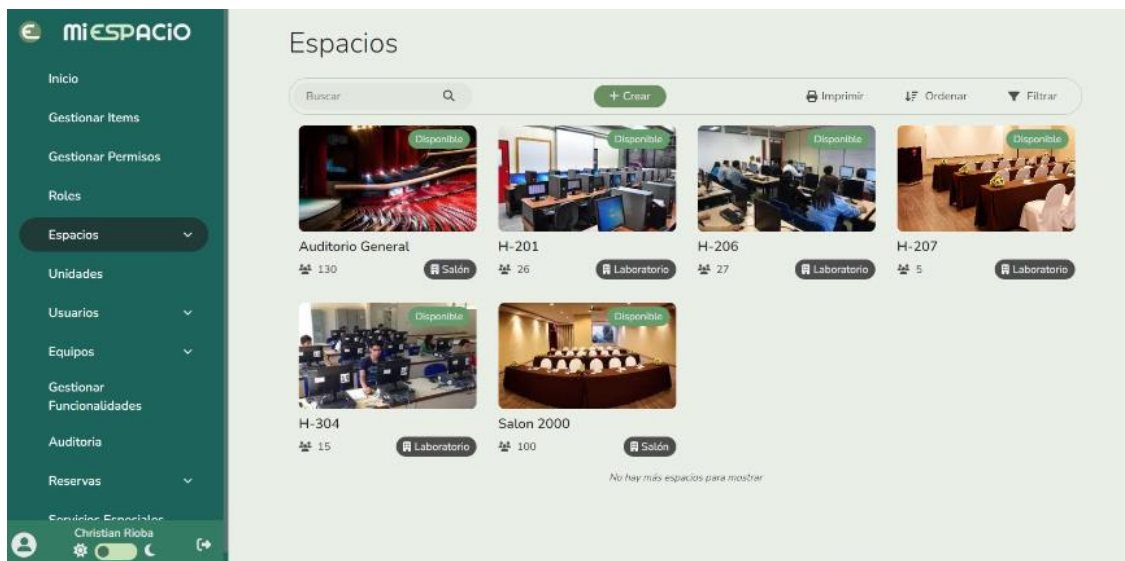 miESPACiO
Inicio
Gestionar Items
Gestionar Permisos
Roles
Espacios
Unidades
Usuarios
Equipos
Gestionar
Funcionalidades
Auditoria
Reservas
Servicios Especiales
Christian Rioba
Espacios
Buscar
+ Crear
Imprimir
Ordenar
Filtrar
Disponible
Disponible
Disponible
Disponible
Auditorio General
H-201
H-206
H-207
130
Salón
26
Laboratorio
27
Laboratorio
5
Laboratorio
Disponible
Disponible
H-304
Salon 2000
15
Laboratorio
100
Salón
No hay más espacios para mostrar